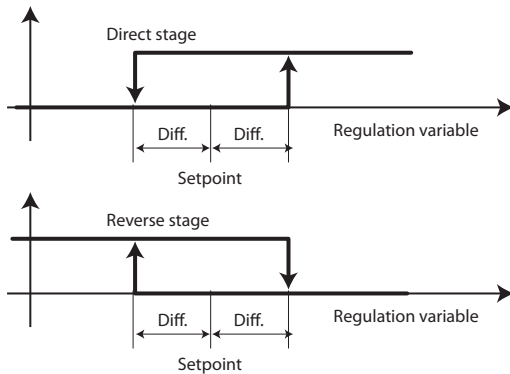 Direct stage
Diff. Diff. Regulation variable
Setpoint
Reverse stage
Diff. Diff. Regulation variable
Setpoint